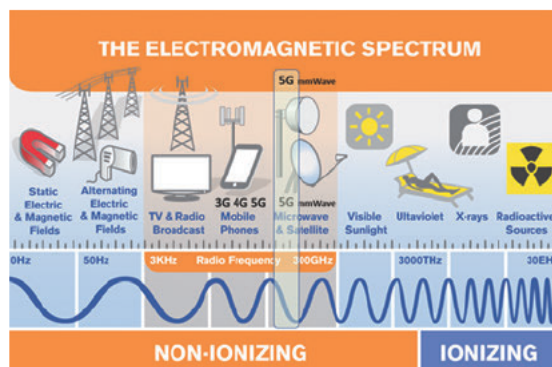 THE ELECTROMAGNETIC SPECTRUM
5G mmWave
3G 4G 5G
5G mmWave
Static
Electric
& Magnetic
Fields
Alternating
Electric
& Magnetic
Fields
TV & Radio
Broadcast
Mobile
Phones
Microwave
& Satellite
Visible
Sunlight
Ultaviolet
X-rays
Radioactive
Sources
0Hz
50Hz
3KHz
Radio Frequency
300GHz
3000THz
30EH
NON-IONIZING
IONIZING